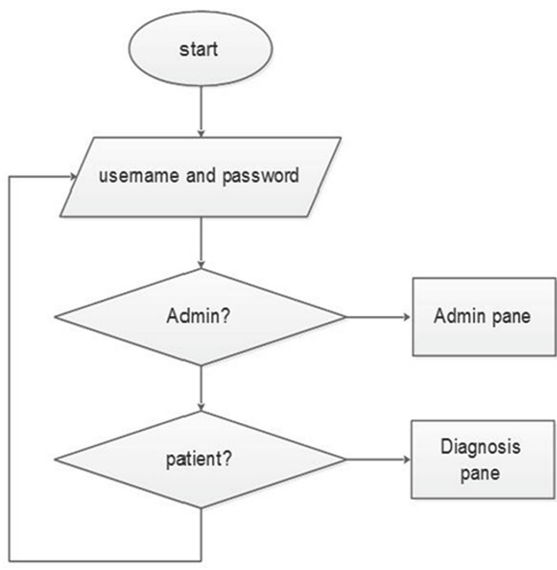 start
username and password
Admin?
Admin pane
patient?
Diagnosis
pane